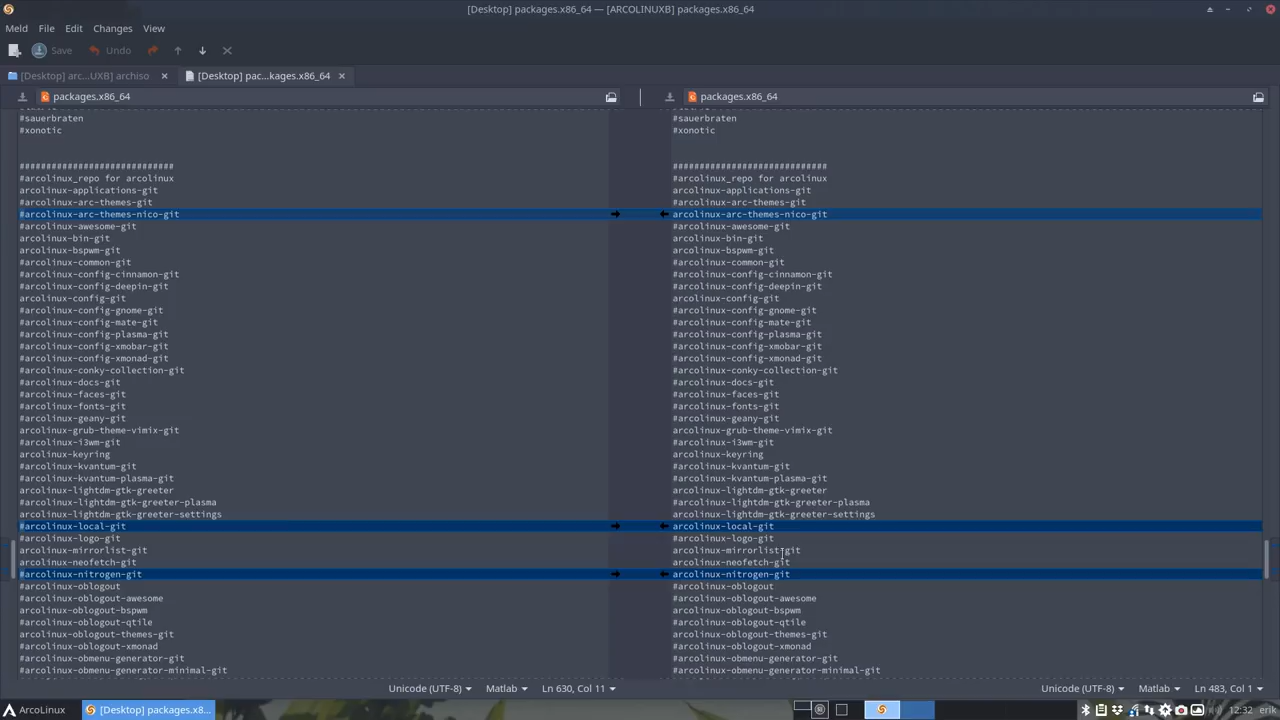 [Desktop] packages.x86_64 — [ARCOLINUXB] packages.x86_64
Meld File Edit Changes View
Save Undo
[Desktop] arc...UXB] archiso
[Desktop] pac...kages.x86_64
packages.x86_64
#sauerbraten
#xonotic
###########################
#arcolinux_repo for arcolinux
arcolinux-applications-git
#arcolinux-arc-themes-git
#arcolinux-arc-themes-nico-git
#arcolinux-awesome-git
arcolinux-bin-git
arcolinux-bspwm-git
#arcolinux-common-git
#arcolinux-config-cinnamon-git
#arcolinux-config-deepin-git
arcolinux-config-git
#arcolinux-config-gnome-git
#arcolinux-config-mate-git
#arcolinux-config-plasma-git
#arcolinux-config-xmobar-git
#arcolinux-config-xmonad-git
#arcolinux-conky-collection-git
#arcolinux-docs-git
#arcolinux-faces-git
#arcolinux-fonts-git
#arcolinux-geany-git
arcolinux-grub-theme-vimix-git
#arcolinux-i3wm-git
arcolinux-keyring
#arcolinux-kvantum-git
#arcolinux-kvantum-plasma-git
arcolinux-lightdm-gtk-greeter
#arcolinux-lightdm-gtk-greeter-plasma
arcolinux-lightdm-gtk-greeter-settings
#arcolinux-local-git
#arcolinux-logo-git
arcolinux-mirrorlist-git
arcolinux-neofetch-git
#arcolinux-nitrogen-git
#arcolinux-oblogout
#arcolinux-oblogout-awesome
arcolinux-oblogout-bspwm
#arcolinux-oblogout-qtile
arcolinux-oblogout-themes-git
#arcolinux-oblogout-xmonad
#arcolinux-obmenu-generator-git
#arcolinux-obmenu-generator-minimal-git
Unicode (UTF-8) Matlab Ln 630, Col 11
packages.x86_64
#sauerbraten
#xonotic
###########################
#arcolinux_repo for arcolinux
arcolinux-applications-git
#arcolinux-arc-themes-git
arcolinux-arc-themes-nico-git
#arcolinux-awesome-git
arcolinux-bin-git
arcolinux-bspwm-git
#arcolinux-common-git
#arcolinux-config-cinnamon-git
#arcolinux-config-deepin-git
arcolinux-config-git
#arcolinux-config-gnome-git
#arcolinux-config-mate-git
#arcolinux-config-plasma-git
#arcolinux-config-xmobar-git
#arcolinux-config-xmonad-git
#arcolinux-conky-collection-git
#arcolinux-docs-git
#arcolinux-faces-git
#arcolinux-fonts-git
#arcolinux-geany-git
arcolinux-grub-theme-vimix-git
#arcolinux-i3wm-git
arcolinux-keyring
#arcolinux-kvantum-git
#arcolinux-kvantum-plasma-git
arcolinux-lightdm-gtk-greeter
#arcolinux-lightdm-gtk-greeter-plasma
arcolinux-lightdm-gtk-greeter-settings
arcolinux-local-git
#arcolinux-logo-git
arcolinux-mirrorlist-git
arcolinux-neofetch-git
arcolinux-nitrogen-git
#arcolinux-oblogout
#arcolinux-oblogout-awesome
arcolinux-oblogout-bspwm
#arcolinux-oblogout-qtile
arcolinux-oblogout-themes-git
#arcolinux-oblogout-xmonad
#arcolinux-obmenu-generator-git
#arcolinux-obmenu-generator-minimal-git
Unicode (UTF-8) Matlab Ln 483, Col 1
ArcoLinux
[Desktop] packages.x8...
12:32 erik